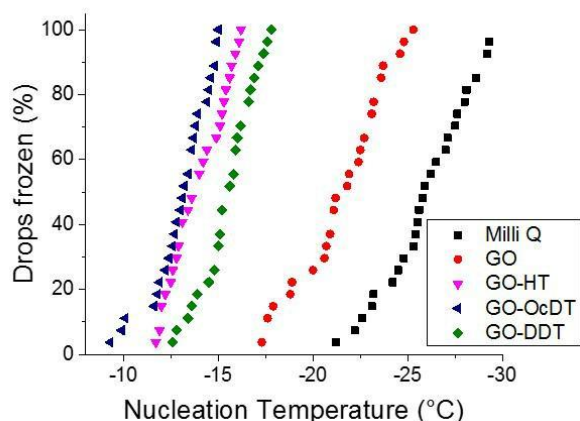 Drops frozen (%)
100
80
60
40
20
0
Milli Q
GO
GO-HT
GO-OcDT
GO-DDT
-10
-15
-20
-25
-30
Nucleation Temperature (°C)